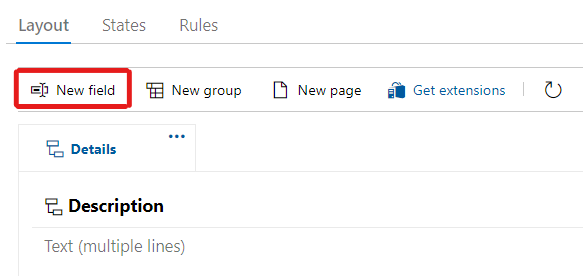 Layout States Rules
New field New group New page Get extensions
Details ...
Description
Text (multiple lines)